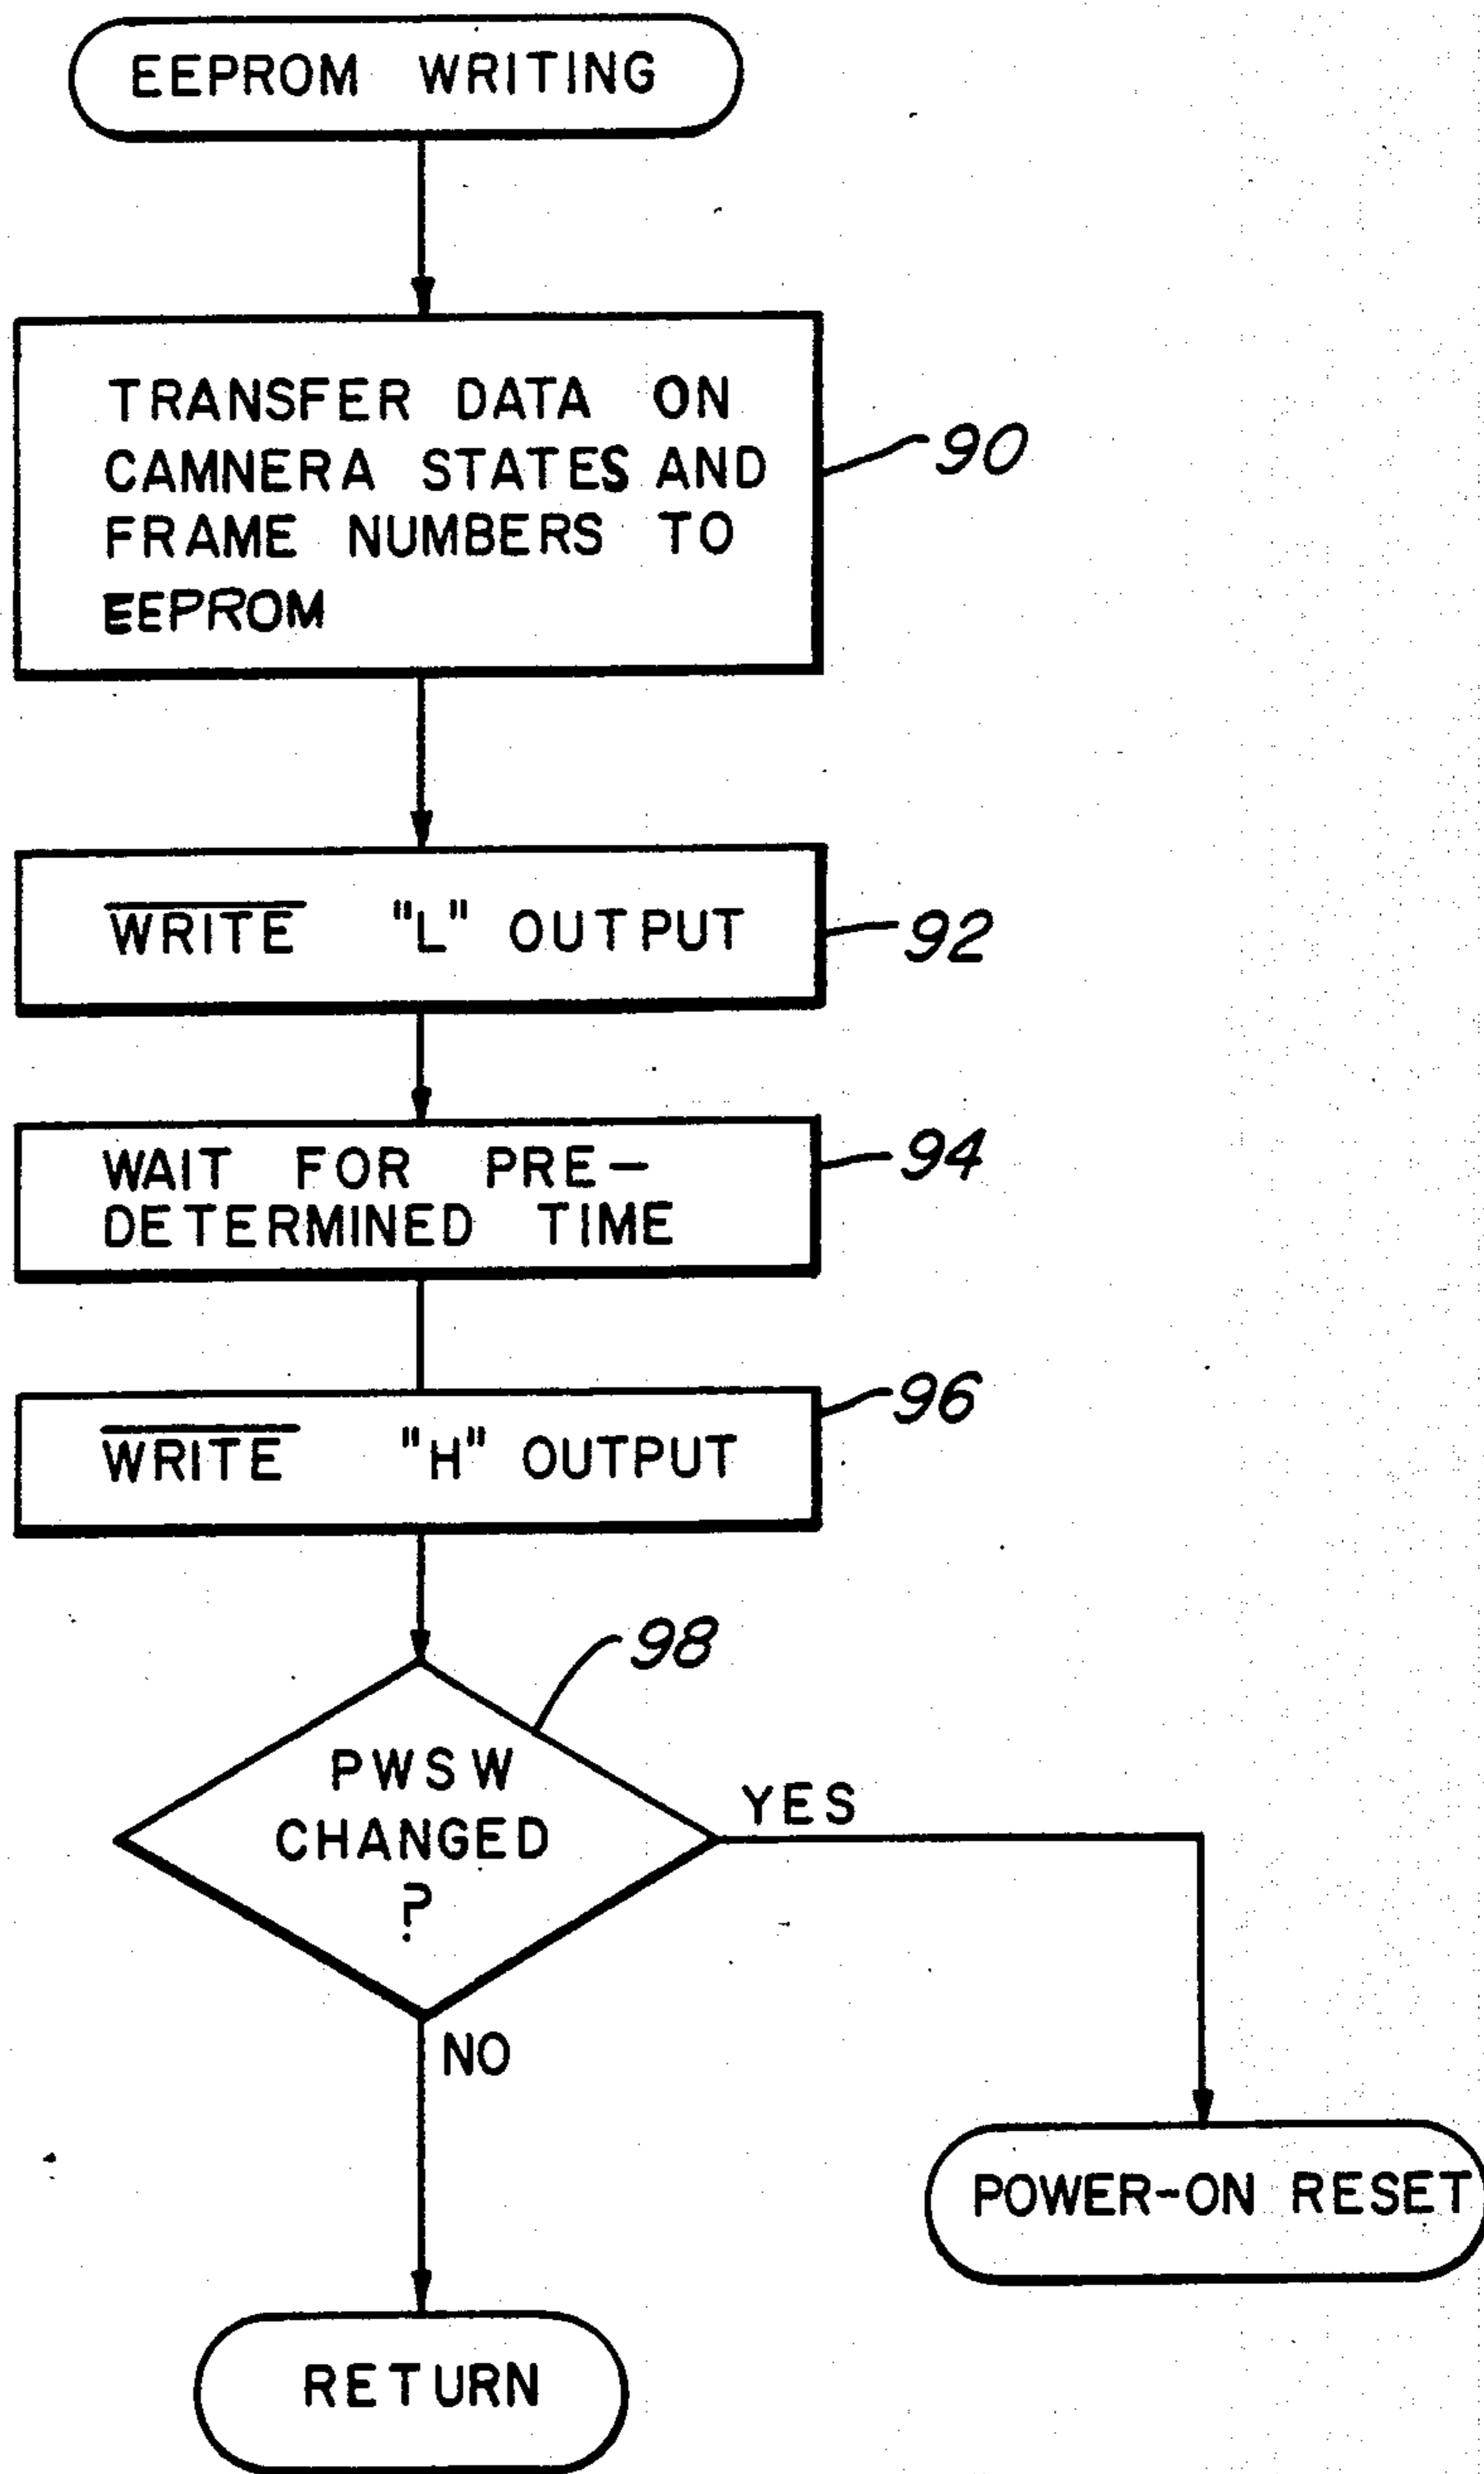 EEPROM WRITING
TRANSFER DATA ON
CAMNERA STATES AND
FRAME NUMBERS TO
EEPROM
90
WRITE "L" OUTPUT
92
WAIT FOR PRE-
DETERMINED TIME
94
WRITE "H" OUTPUT
96
98
PWSW
CHANGED
?
YES
NO
POWER-ON RESET
RETURN